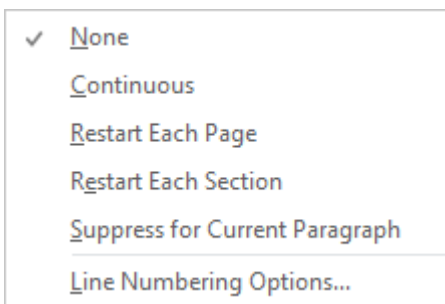 None
Continuous
Restart Each Page
Restart Each Section
Suppress for Current Paragraph
Line Numbering Options...